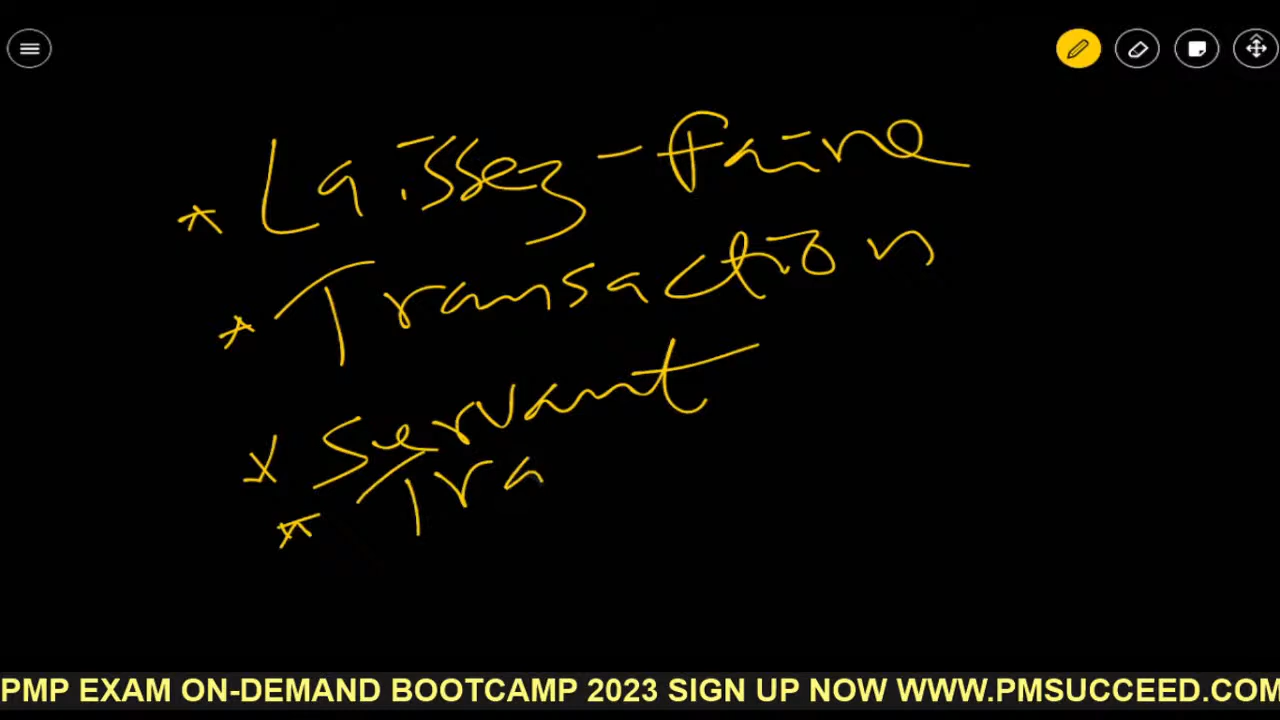 * Laissez-faire
* Transaction
* Servant
* Tra
PMP EXAM ON-DEMAND BOOTCAMP 2023 SIGN UP NOW WWW.PMSUCCEED.COM